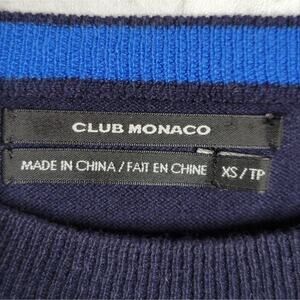 CLUB MONACO
MADE IN CHINA / FAIT EN CHINE XS / TP